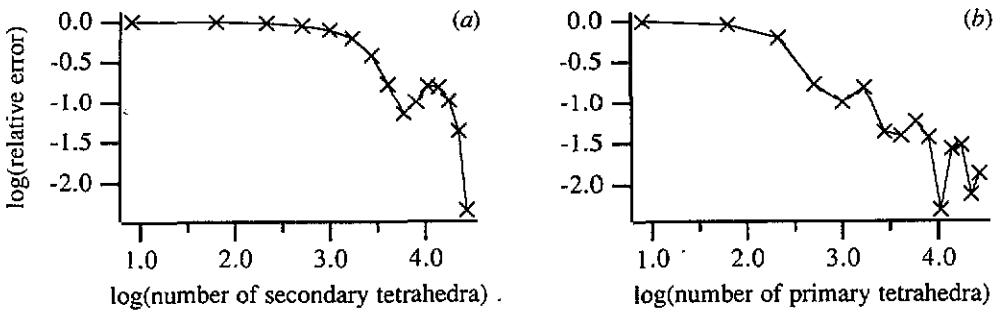 (a)
log(relative error)
0.0
-0.5
-1.0
-1.5
-2.0
1.0 2.0 3.0 4.0
log(number of secondary tetrahedra) .
(b)
0.0
-0.5
-1.0
-1.5
-2.0
1.0 2.0 3.0 4.0
log(number of primary tetrahedra)